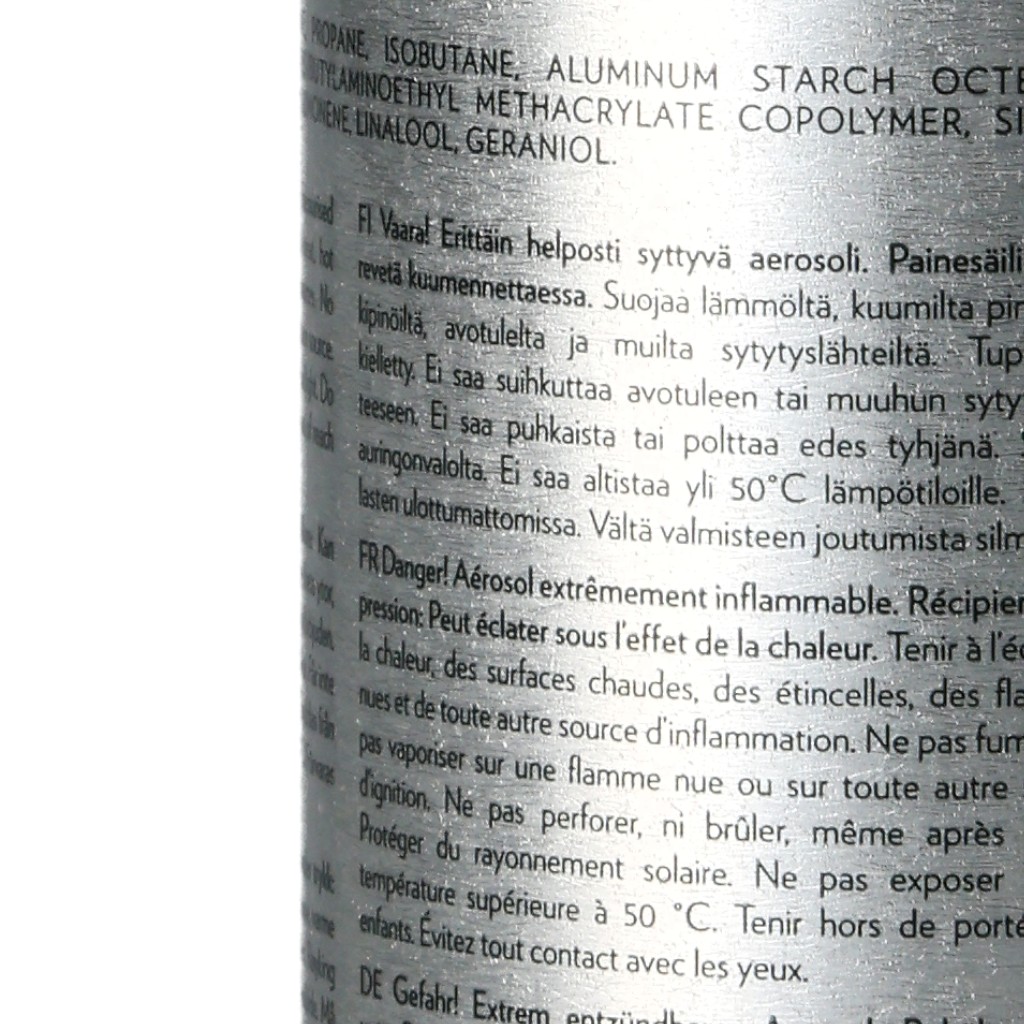 PROPANE, ISOBUTANE, ALUMINUM STARCH OCTE
BUTYLAMINOETHYL METHACRYLATE COPOLYMER, SI
LINALOOL, GERANIOL.
FI Vaara! Erittäin helposti syttyvä aerosoli. Painesäili
revetä kuumennettaessa. Suojaa lämmöltä, kuumilta pin
kipinöiltä, avotulelta ja muilta sytytyslähteiltä. Tup
kielletty. Ei saa suihkuttaa avotuleen tai muuhun syty
teeseen. Ei saa puhkaista tai polttaa edes tyhjänä. S
auringonvalolta. Ei saa altistaa yli 50°C lämpötiloille.
lasten ulottumattomissa. Vältä valmisteen joutumista silm
FR Danger! Aérosol extrêmement inflammable. Récipien
pression: Peut éclater sous l'effet de la chaleur. Tenir à l'éc
la chaleur, des surfaces chaudes, des étincelles, des fla
nues et de toute autre source d'inflammation. Ne pas fum
pas vaporiser sur une flamme nue ou sur toute autre
d'ignition. Ne pas perforer, ni brûler, même après
Protéger du rayonnement solaire. Ne pas exposer
température supérieure à 50 °C. Tenir hors de porté
enfants. Évitez tout contact avec les yeux.
DE Gefahr! Extrem